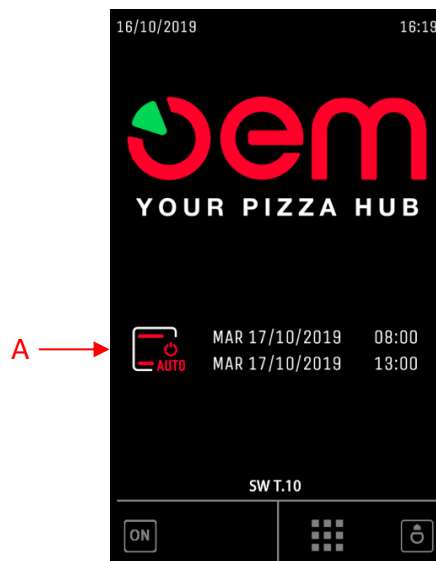 16/10/2019 16:19
oem
YOUR PIZZA HUB
A
MAR 17/10/2019 08:00
AUTO MAR 17/10/2019 13:00
SW T.10
ON